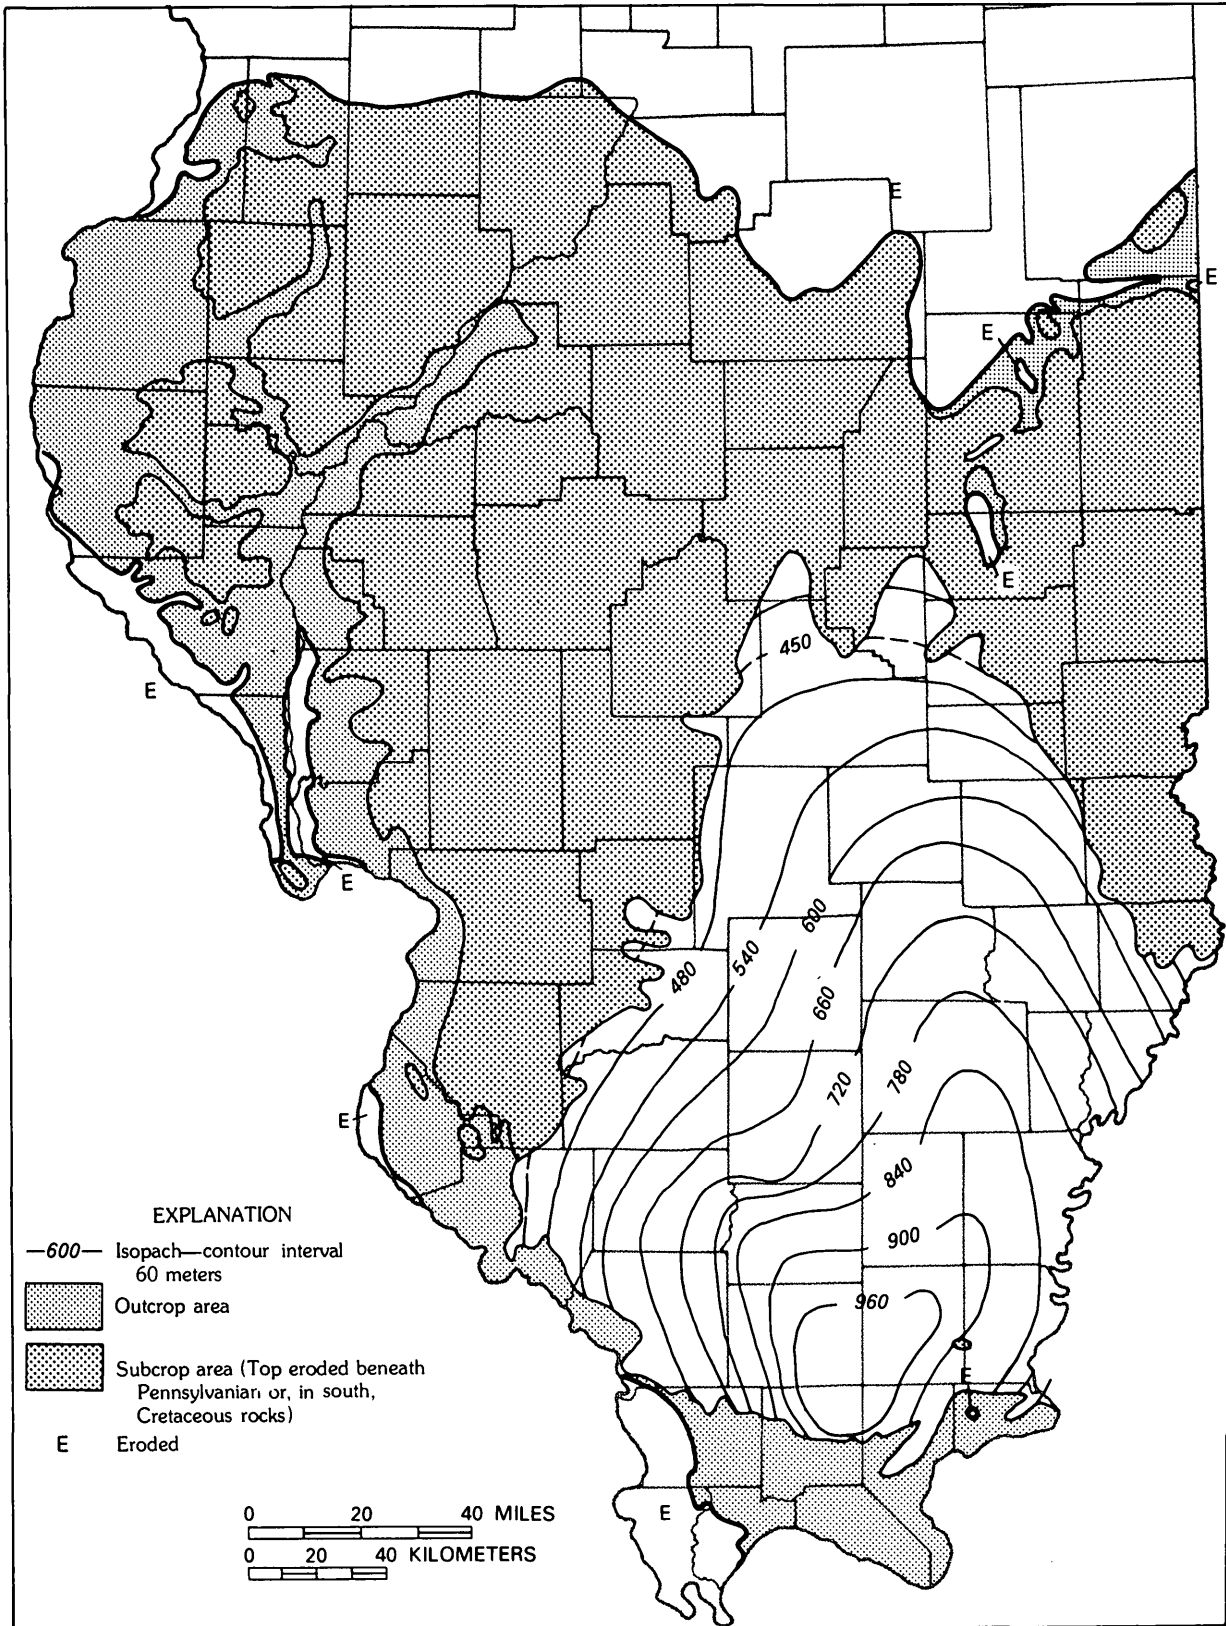 E
E
E
E
450
E
E
600
540
480
660
780
720
E
840
EXPLANATION
900
—600— Isopach—contour interval
60 meters
Outcrop area
960
Subcrop area (Top eroded beneath
Pennsylvanian or, in south,
Cretaceous rocks)
E
E Eroded
0 20 40 MILES
E
0 20 40 KILOMETERS